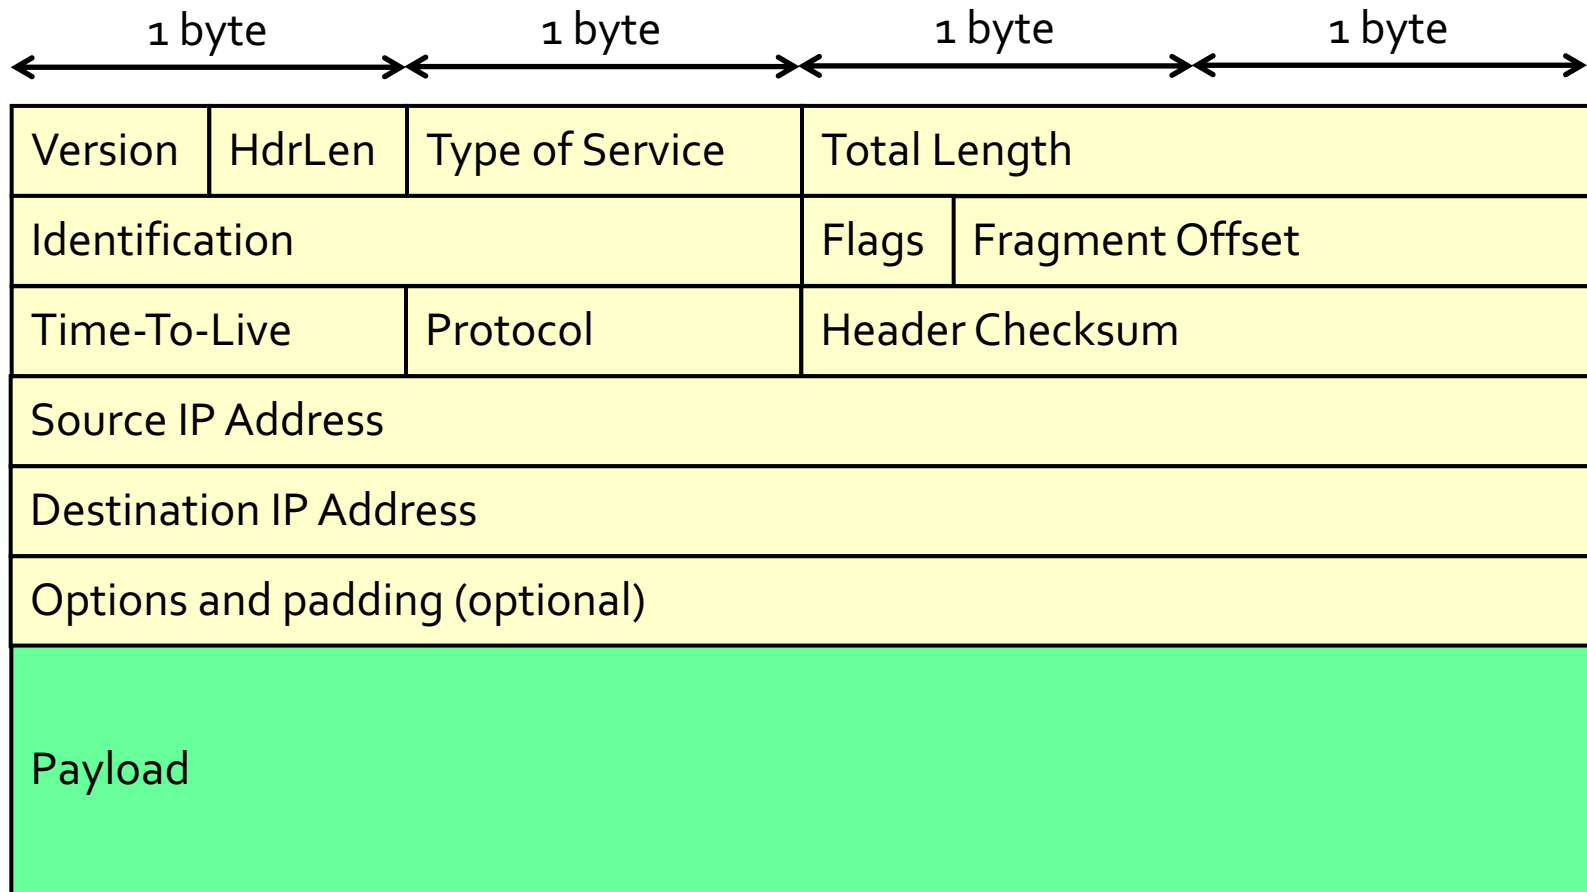 1 byte 1 byte 1 byte 1 byte
Version HdrLen Type of Service Total Length
Identification Flags Fragment Offset
Time-To-Live Protocol Header Checksum
Source IP Address
Destination IP Address
Options and padding (optional)
Payload